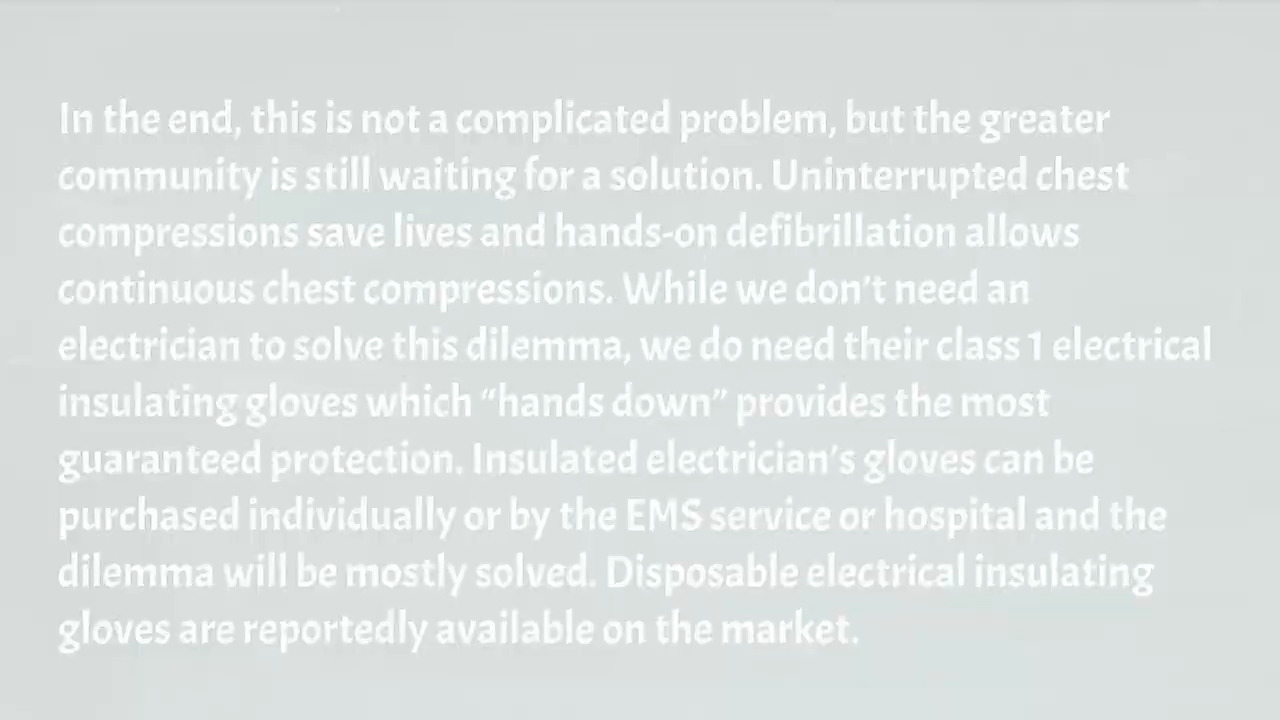 In the end, this is not a complicated problem, but the greater
community is still waiting for a solution. Uninterrupted chest
compressions save lives and hands-on defibrillation allows
continuous chest compressions. While we don’t need an
electrician to solve this dilemma, we do need their class 1 electrical
insulating gloves which “hands down” provides the most
guaranteed protection. Insulated electrician’s gloves can be
purchased individually or by the EMS service or hospital and the
dilemma will be mostly solved. Disposable electrical insulating
gloves are reportedly available on the market.